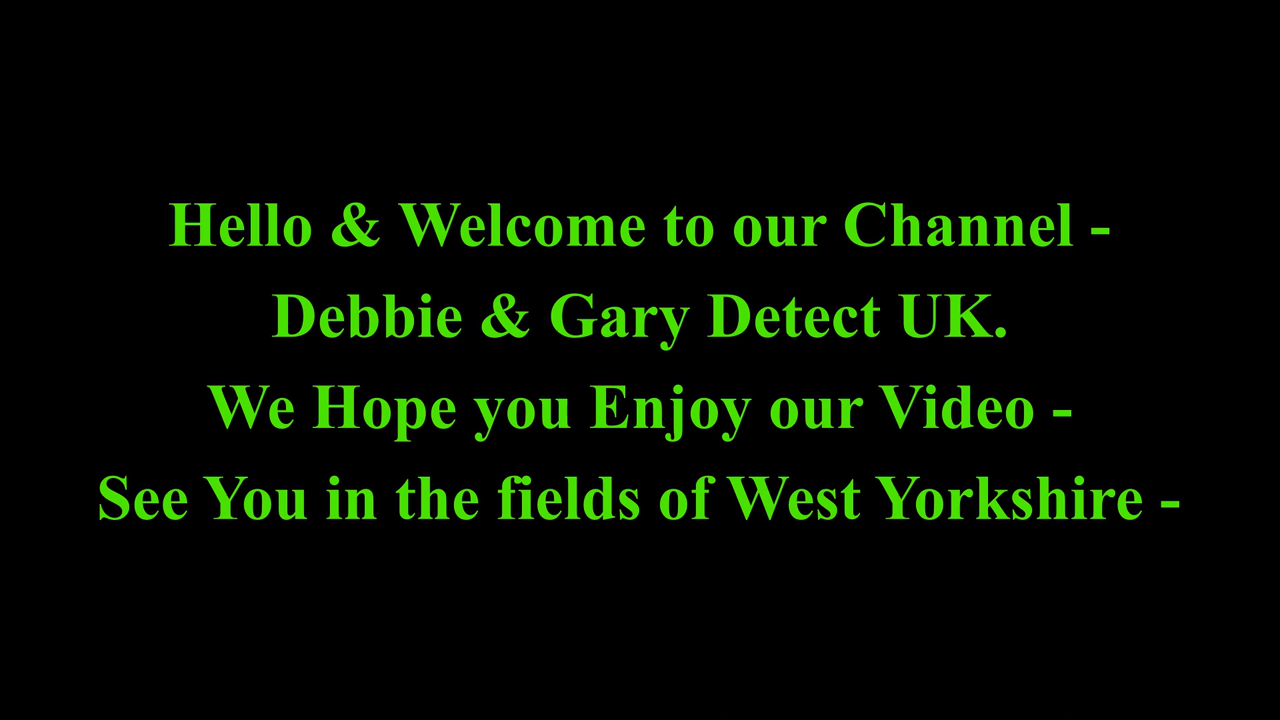 Hello & Welcome to our Channel -
Debbie & Gary Detect UK.
We Hope you Enjoy our Video -
See You in the fields of West Yorkshire -